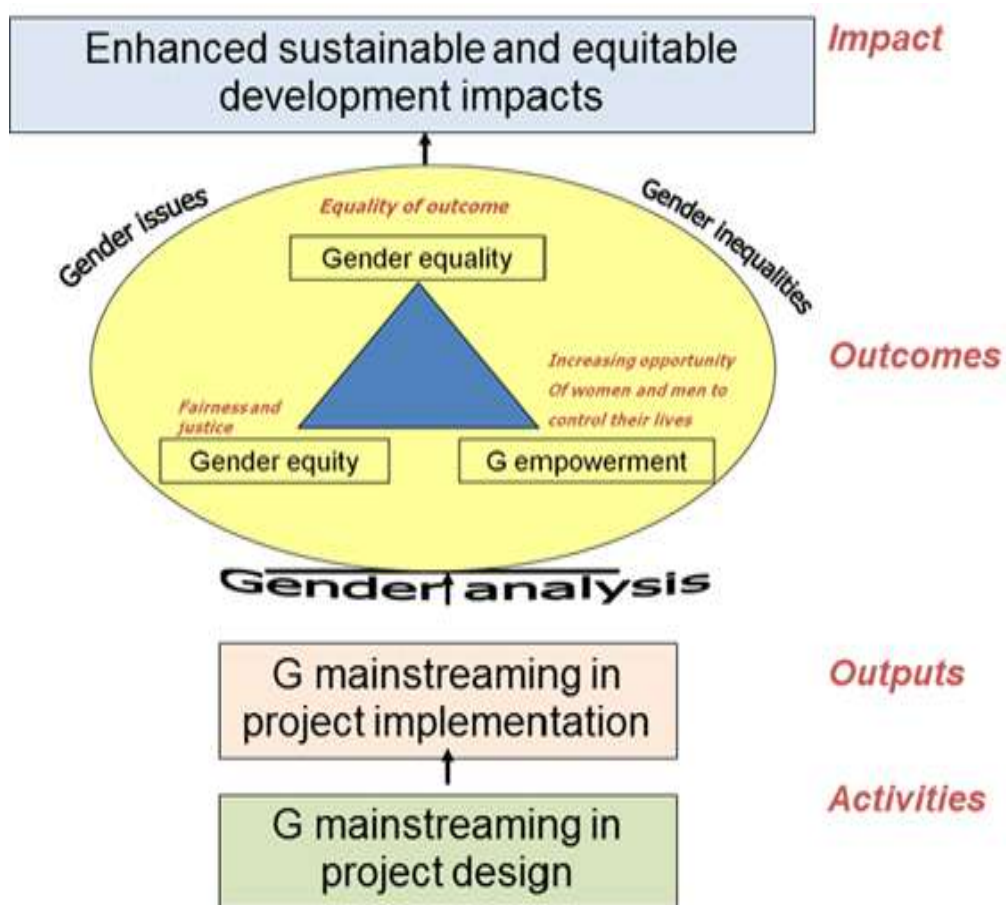 Enhanced sustainable and equitable
development impacts
Impact
Gender issues
Gender inequalities
Equality of outcome
Gender equality
Outcomes
Increasing opportunity
Of women and men to
control their lives
Fairness and
justice
Gender equity
G empowerment
Gender analysis
G mainstreaming in
project implementation
Outputs
Activities
G mainstreaming in
project design